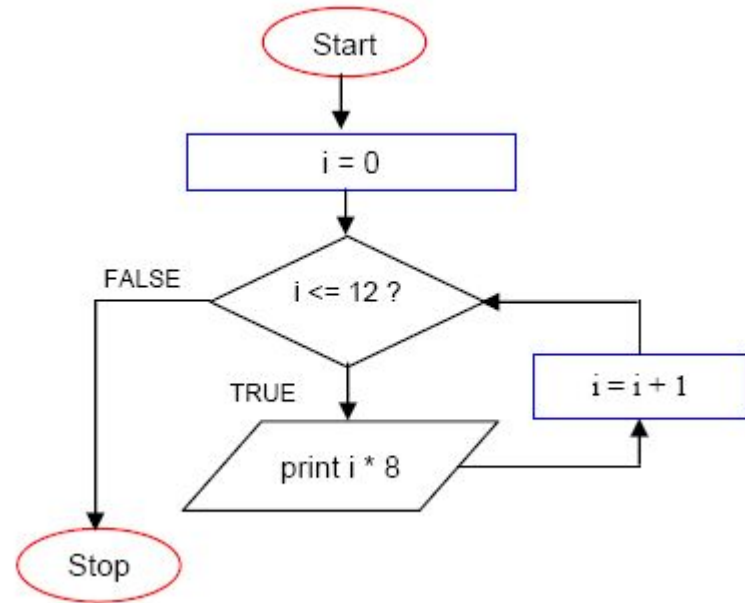 Start
i = 0
FALSE
i <= 12 ?
TRUE
i = i + 1
print i * 8
Stop